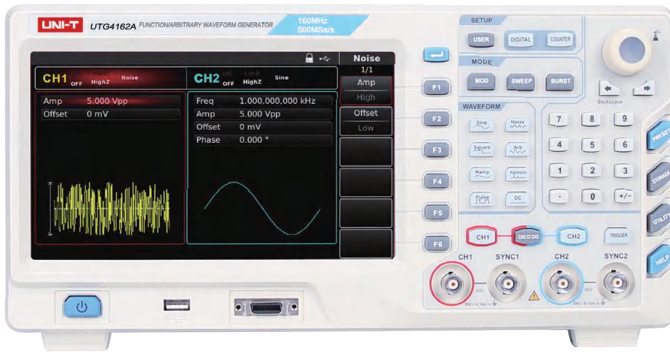 UNI-T UTG4162A FUNCTION/ARBITRARY WAVEFORM GENERATOR 160MHz
500MSa/s
SETUP
USER DIGITAL COUNTER
MODE
MOD SWEEP BURST
Backspace
WAVEFORM
Sine Noise
Square Arb
Ramp Harmonic
Pulse DC
7 8 9
4 5 6
1 2 3
· 0 +/-
PRESET
STORAGE
UTILITY
HELP
CH1 OFF HighZ Noise
CH2 OFF HighZ Sine
Noise
1/1
Amp
High
Offset
Low
Amp 5.000 Vpp
Offset 0 mV
Freq 1.000,000,000 kHz
Amp 5.000 Vpp
Offset 0 mV
Phase 0.000 °
F1
F2
F3
F4
F5
F6
CH1 CH2 TRIGGER
CH1 SYNC1 CH2 SYNC2